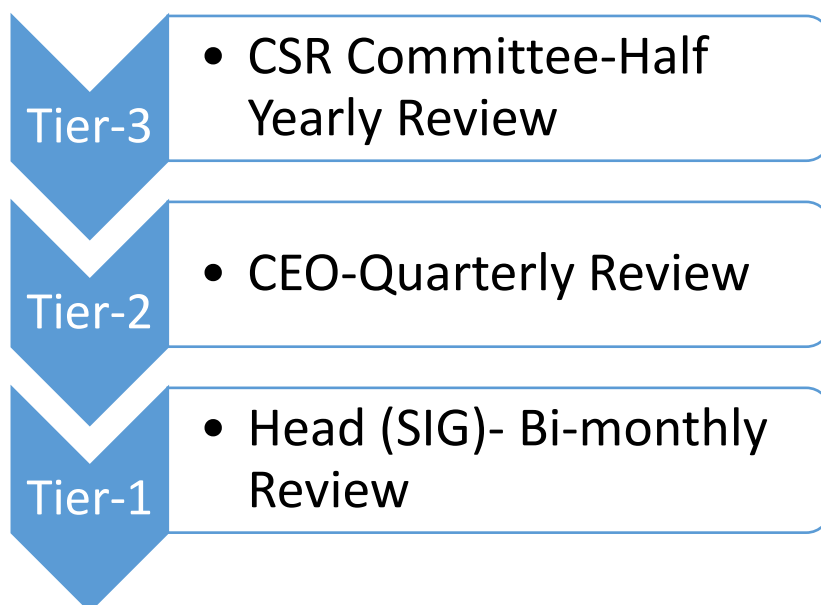 Tier-3
• CSR Committee-Half
Yearly Review
Tier-2
• CEO-Quarterly Review
Tier-1
• Head (SIG)- Bi-monthly
Review